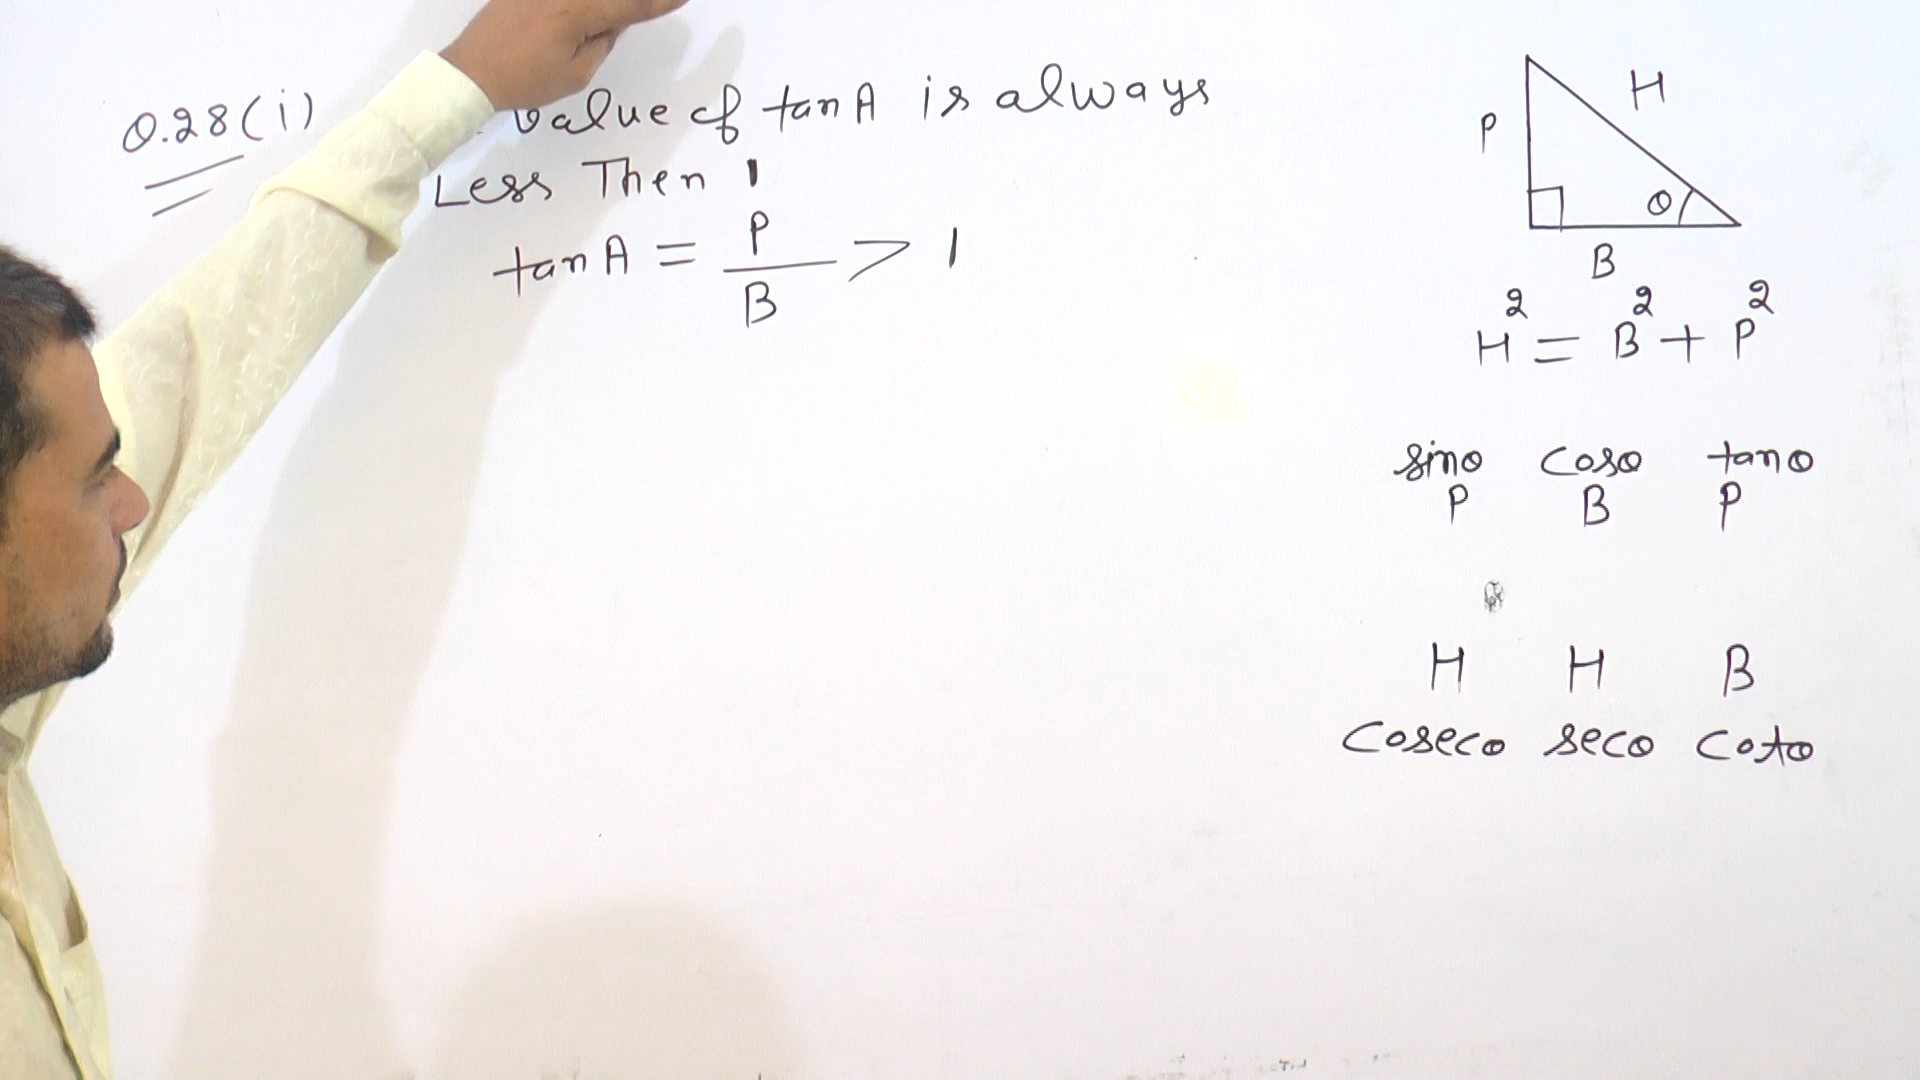 Q.28(i) value of tan A is always
Less Then 1
tan A = P / B > 1
P
H
θ
B
H² = B² + P²
sinθ cosθ tanθ
P B P
H H B
cosecθ secθ cotθ